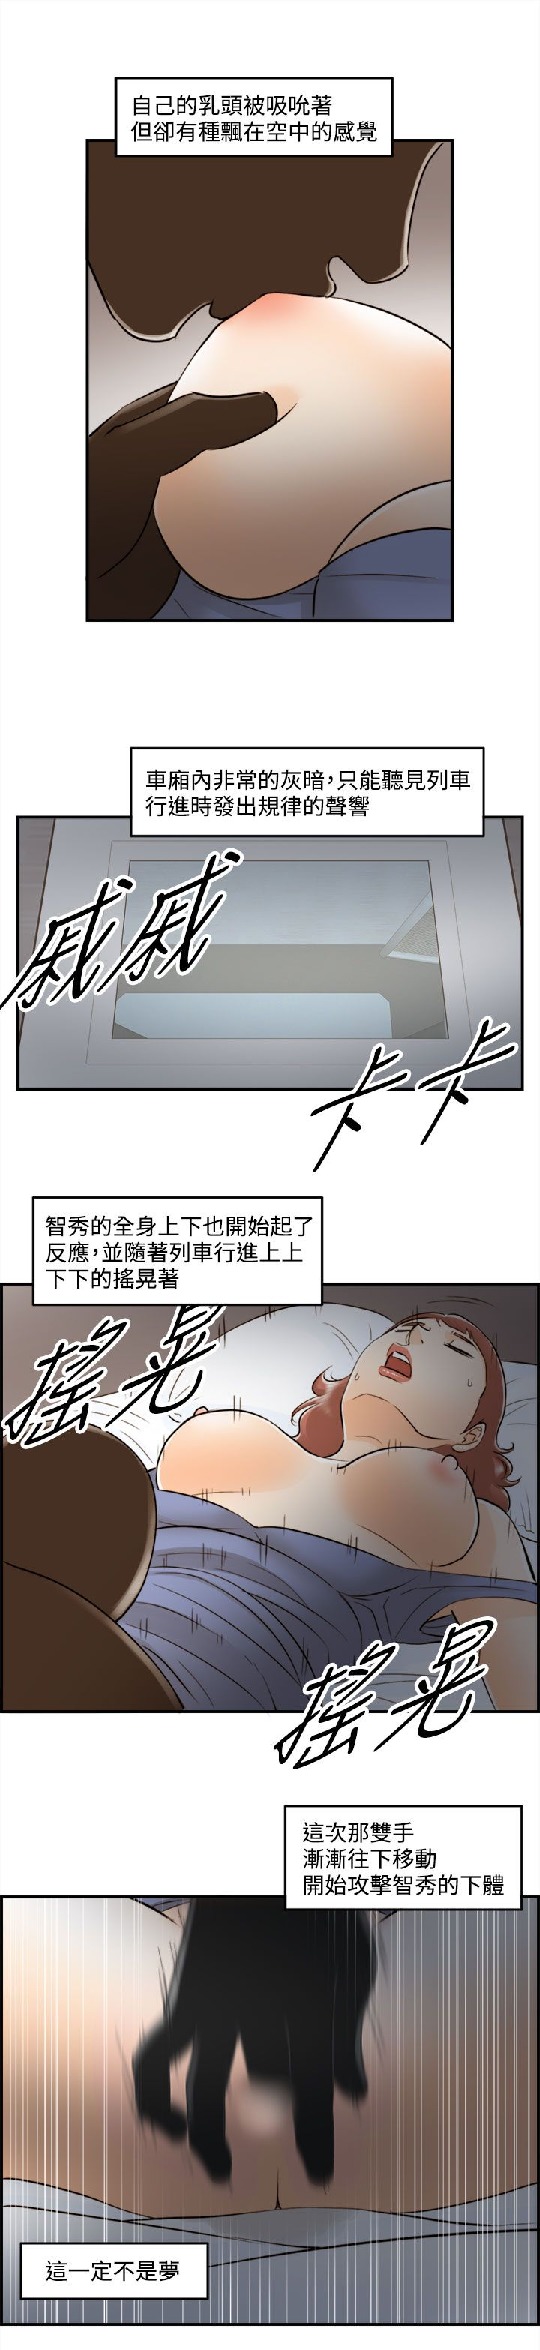 自己的乳頭被吸吮著
但卻有種飄在空中的感覺
車廂內非常的灰暗，只能聽見列車
行進時發出規律的聲響
戚戚
卡卡
智秀的全身上下也開始起了
反應，並隨著列車行進上上
下下的搖晃著
搖晃
搖晃
這次那雙手
漸漸往下移動
開始攻擊智秀的下體
這一定不是夢